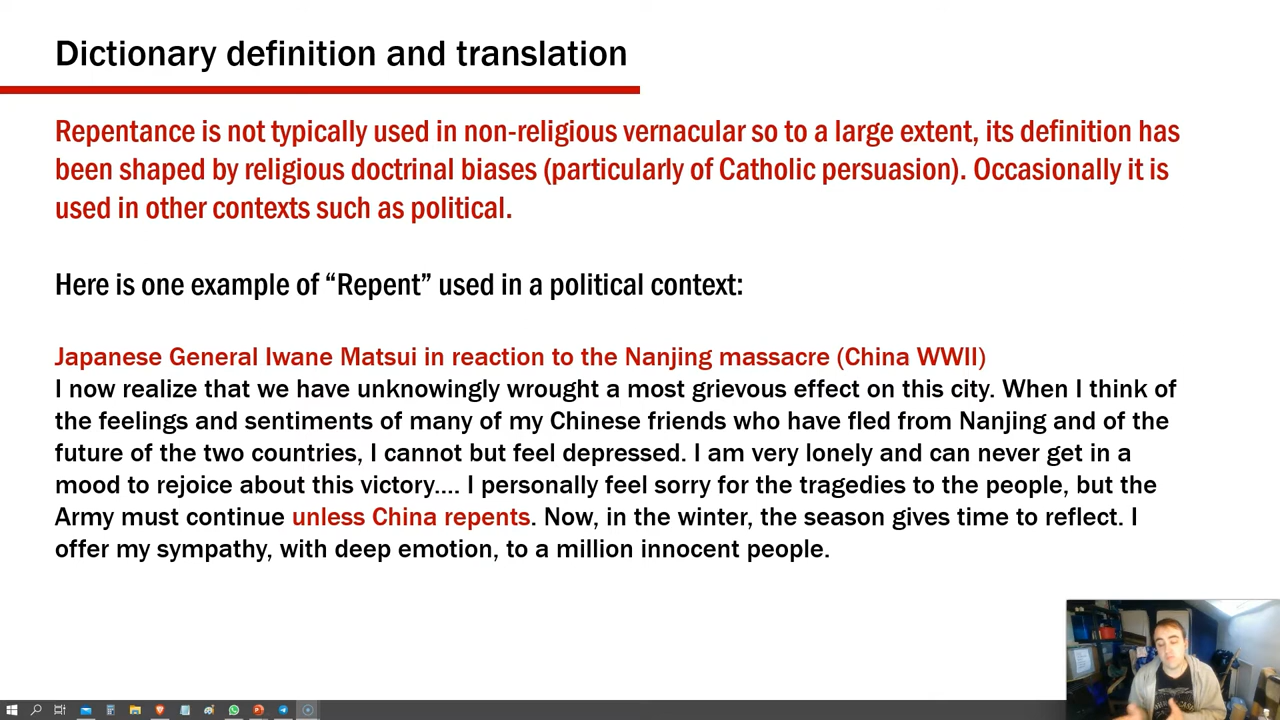 Dictionary definition and translation
Repentance is not typically used in non-religious vernacular so to a large extent, its definition has
been shaped by religious doctrinal biases (particularly of Catholic persuasion). Occasionally it is
used in other contexts such as political.
Here is one example of “Repent” used in a political context:
Japanese General Iwane Matsui in reaction to the Nanjing massacre (China WWII)
I now realize that we have unknowingly wrought a most grievous effect on this city. When I think of
the feelings and sentiments of many of my Chinese friends who have fled from Nanjing and of the
future of the two countries, I cannot but feel depressed. I am very lonely and can never get in a
mood to rejoice about this victory.... I personally feel sorry for the tragedies to the people, but the
Army must continue unless China repents. Now, in the winter, the season gives time to reflect. I
offer my sympathy, with deep emotion, to a million innocent people.